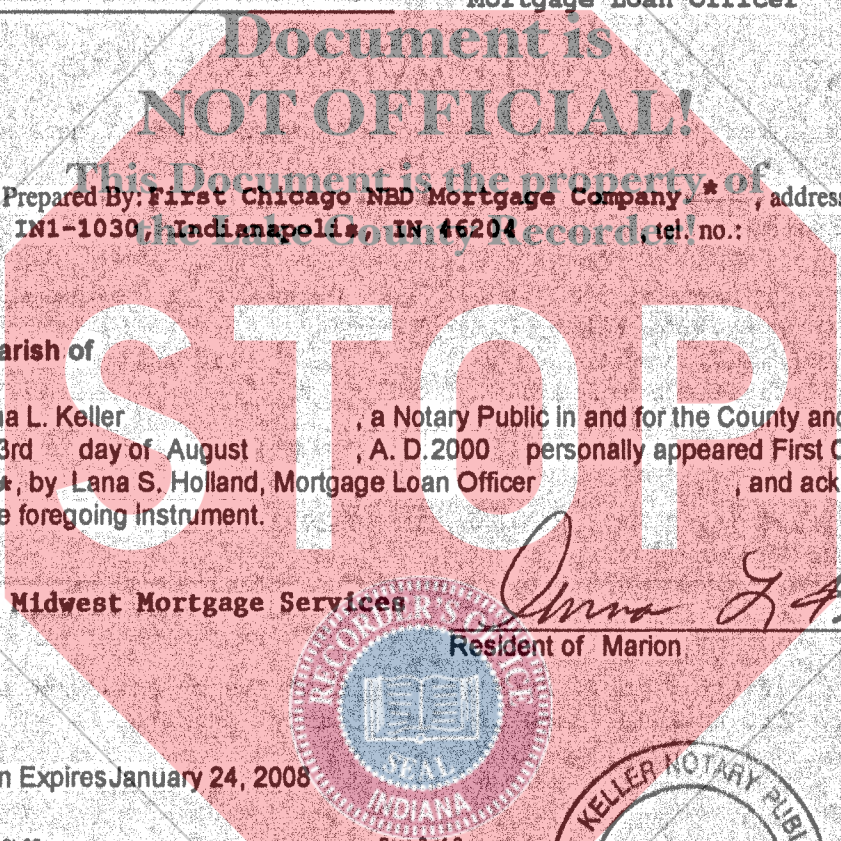 Mortgage Loan Officer
Document is
NOT OFFICIAL!
This Document is the property of
Prepared By: First Chicago NBD Mortgage Company * , address
the Lake County Recorder!
IN1-1030, Indianapolis, IN 46204 , tel. no.:
STOP
arish of
a L. Keller , a Notary Public in and for the County and
3rd day of August , A. D.2000 personally appeared First C
*, by Lana S. Holland, Mortgage Loan Officer , and ack
e foregoing instrument.
Midwest Mortgage Services
Resident of Marion
RECORDER'S OFFICE
SEAL
INDIANA
n Expires January 24, 2008
KELLER NOTARY PUBLI